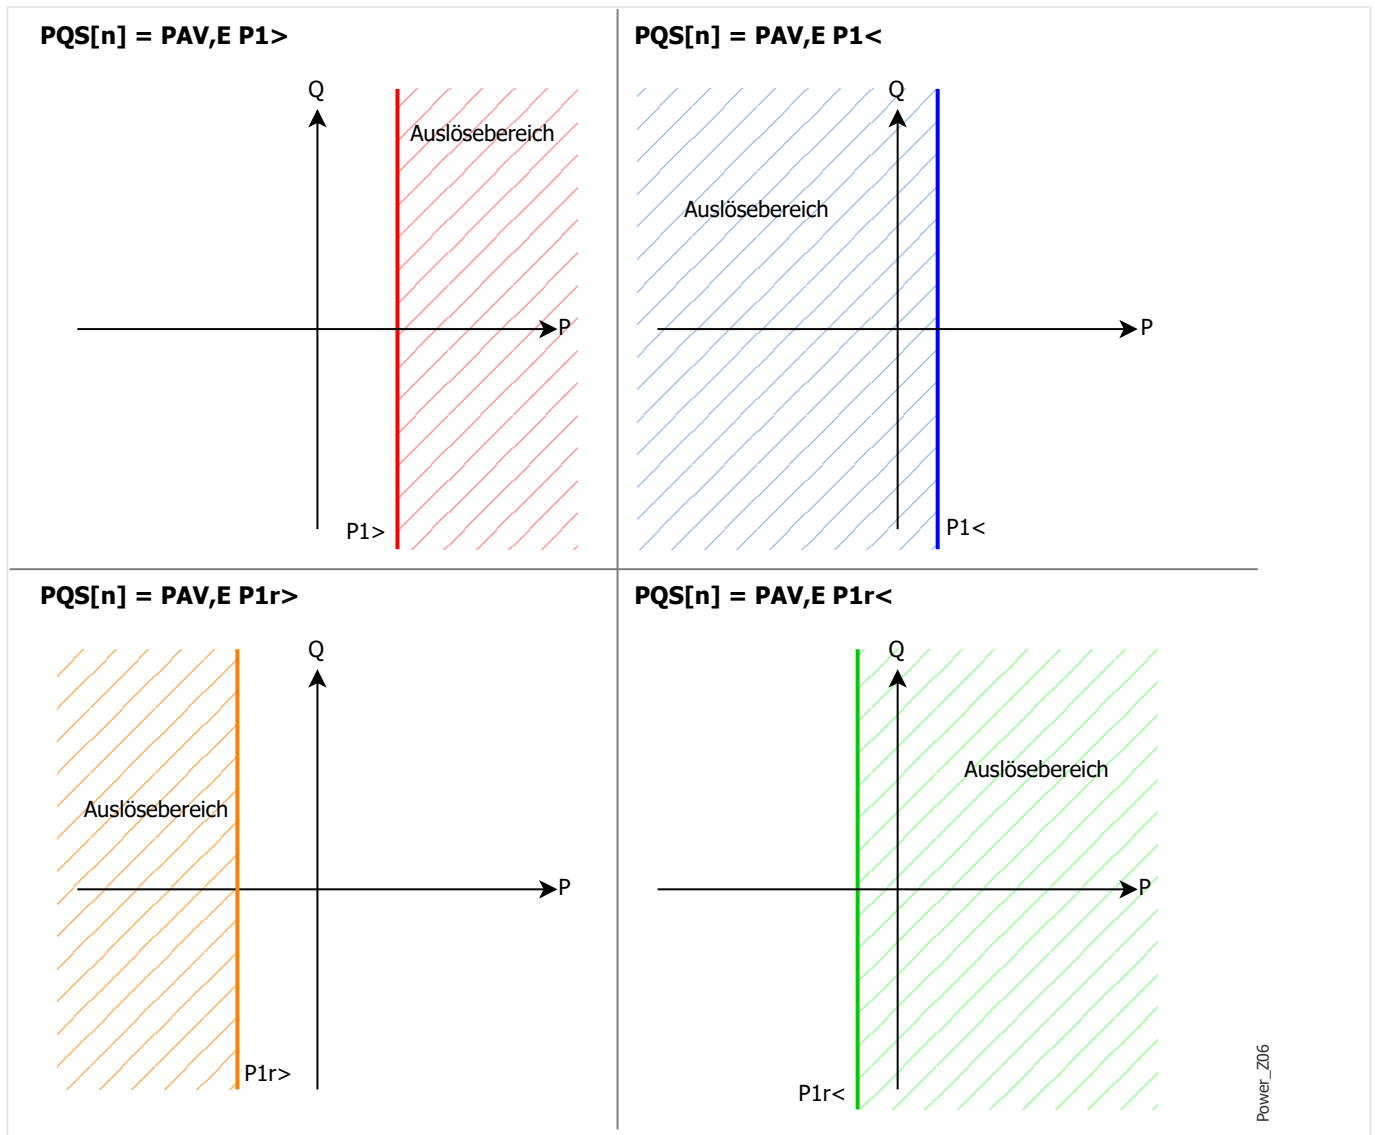 PQS[n] = PAV,E P1>
Q
Auslösebereich
P
P1>
PQS[n] = PAV,E P1<
Q
Auslösebereich
P
P1<
PQS[n] = PAV,E P1r>
Q
Auslösebereich
P
P1r>
PQS[n] = PAV,E P1r<
Q
Auslösebereich
P
P1r<
Power_Z06